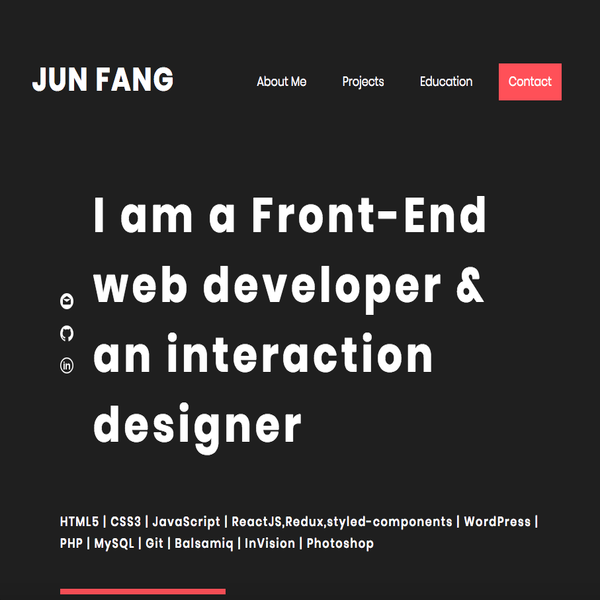 JUN FANG
About Me
Projects
Education
Contact
I am a Front-End
web developer &
an interaction
designer
in
HTML5 | CSS3 | JavaScript | ReactJS,Redux,styled-components | WordPress |
PHP | MySQL | Git | Balsamiq | InVision | Photoshop